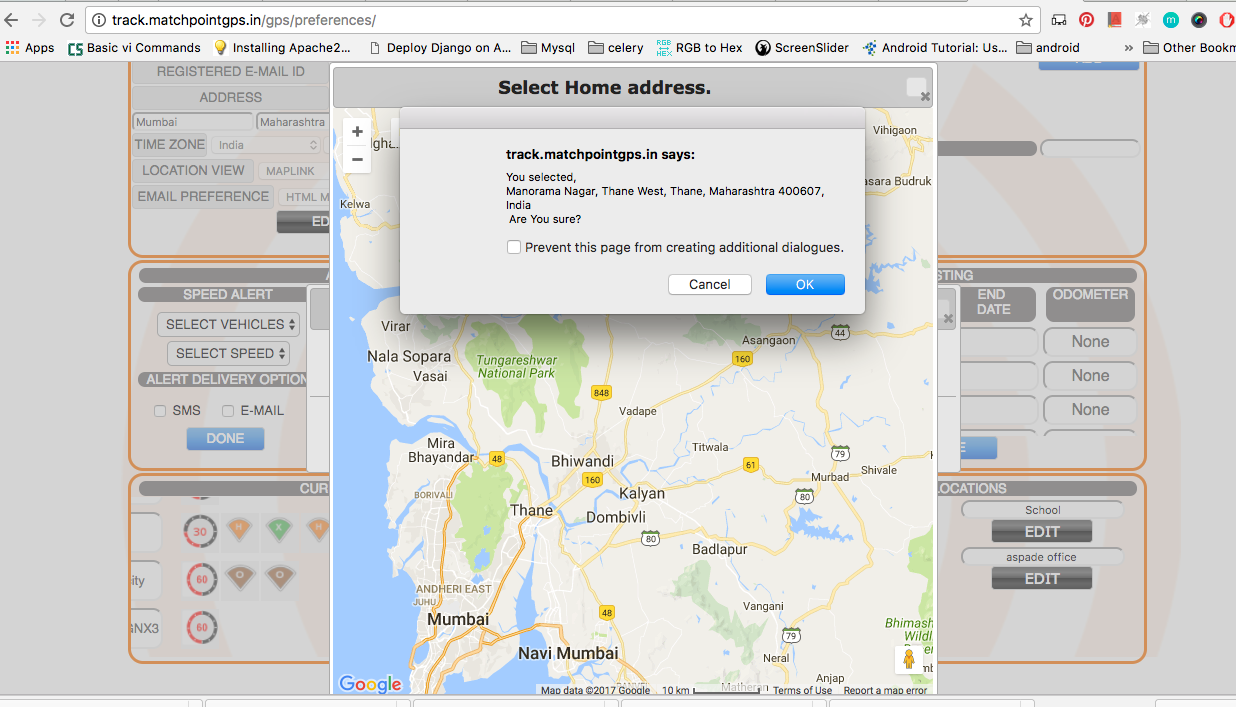 track.matchpointgps.in/gps/preferences/
Apps
Basic vi Commands
Installing Apache2...
Deploy Django on A...
Mysql
celery
RGB
HEX
RGB to Hex
ScreenSlider
Android Tutorial: Us...
android
»
Other Bookm
REGISTERED E-MAIL ID
ADDRESS
Mumbai
Maharashtra
TIME ZONE
India
LOCATION VIEW
MAPLINK
EMAIL PREFERENCE
HTML M
ED
Select Home address.
+
−
track.matchpointgps.in says:
You selected,
Manorama Nagar, Thane West, Thane, Maharashtra 400607,
India
Are You sure?
Prevent this page from creating additional dialogues.
Cancel
OK
Vihigaon
asara Budruk
Kelwa
SPEED ALERT
SELECT VEHICLES
SELECT SPEED
ALERT DELIVERY OPTION
SMS
E-MAIL
DONE
STING
END
DATE
ODOMETER
None
None
None
Virar
Nala Sopara
Vasai
Tungareshwar
National Park
Asangaon
44
160
848
Vadape
Mira
Bhayandar
48
Titwala
79
61
Bhiwandi
160
Murbad
Shivale
BORIVALI
Kalyan
80
Thane
Dombivli
80
Badlapur
ANDHERI EAST
JUHU
Mumbai
48
Vangani
79
Bhimash
Wildl
Navi Mumbai
Neral
Anjap
Matheran
Google
Map data ©2017 Google
10 km
Terms of Use
Report a map error
CUR
30
H
X
H
ity
60
O
O
GNX3
60
OCATIONS
School
EDIT
aspade office
EDIT